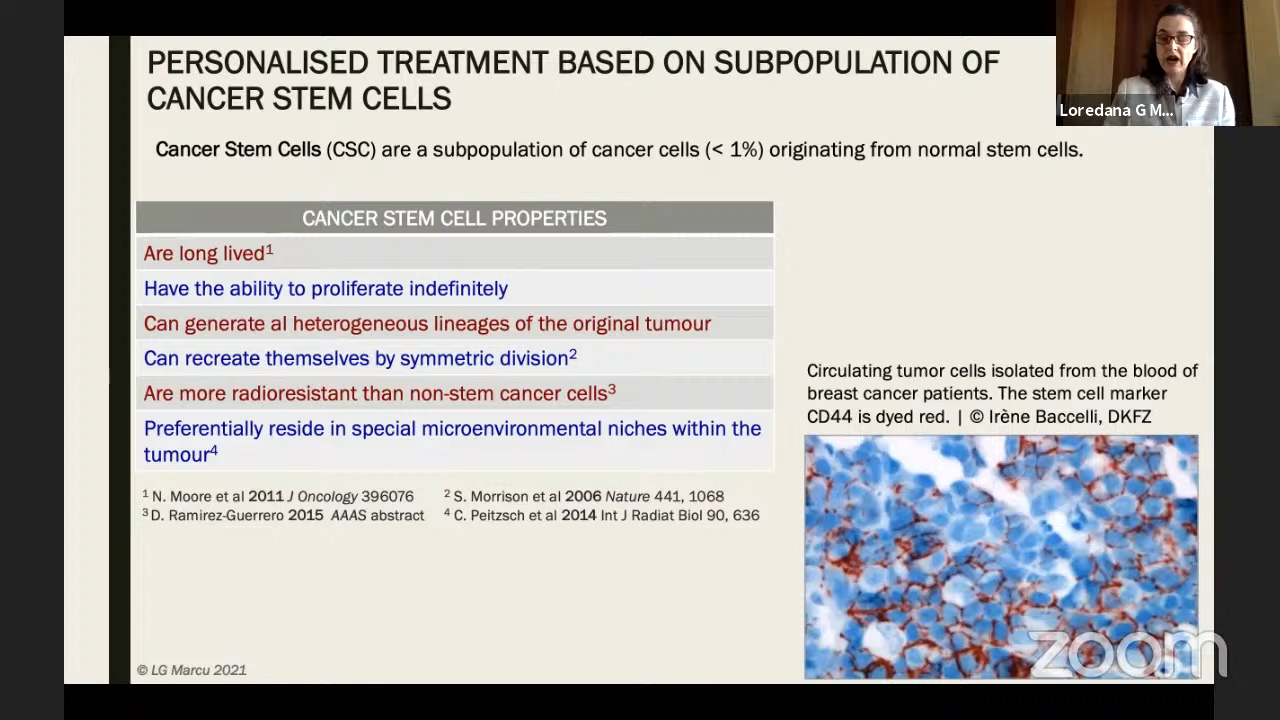 PERSONALISED TREATMENT BASED ON SUBPOPULATION OF
CANCER STEM CELLS
Loredana G M...
Cancer Stem Cells (CSC) are a subpopulation of cancer cells (< 1%) originating from normal stem cells.
CANCER STEM CELL PROPERTIES
Are long lived¹
Have the ability to proliferate indefinitely
Can generate al heterogeneous lineages of the original tumour
Can recreate themselves by symmetric division²
Are more radioresistant than non-stem cancer cells³
Preferentially reside in special microenvironmental niches within the
tumour⁴
¹ N. Moore et al 2011 J Oncology 396076
² S. Morrison et al 2006 Nature 441, 1068
³ D. Ramirez-Guerrero 2015 AAAS abstract
⁴ C. Peitzsch et al 2014 Int J Radiat Biol 90, 636
Circulating tumor cells isolated from the blood of
breast cancer patients. The stem cell marker
CD44 is dyed red. | © Irène Baccelli, DKFZ
zoom
© LG Marcu 2021